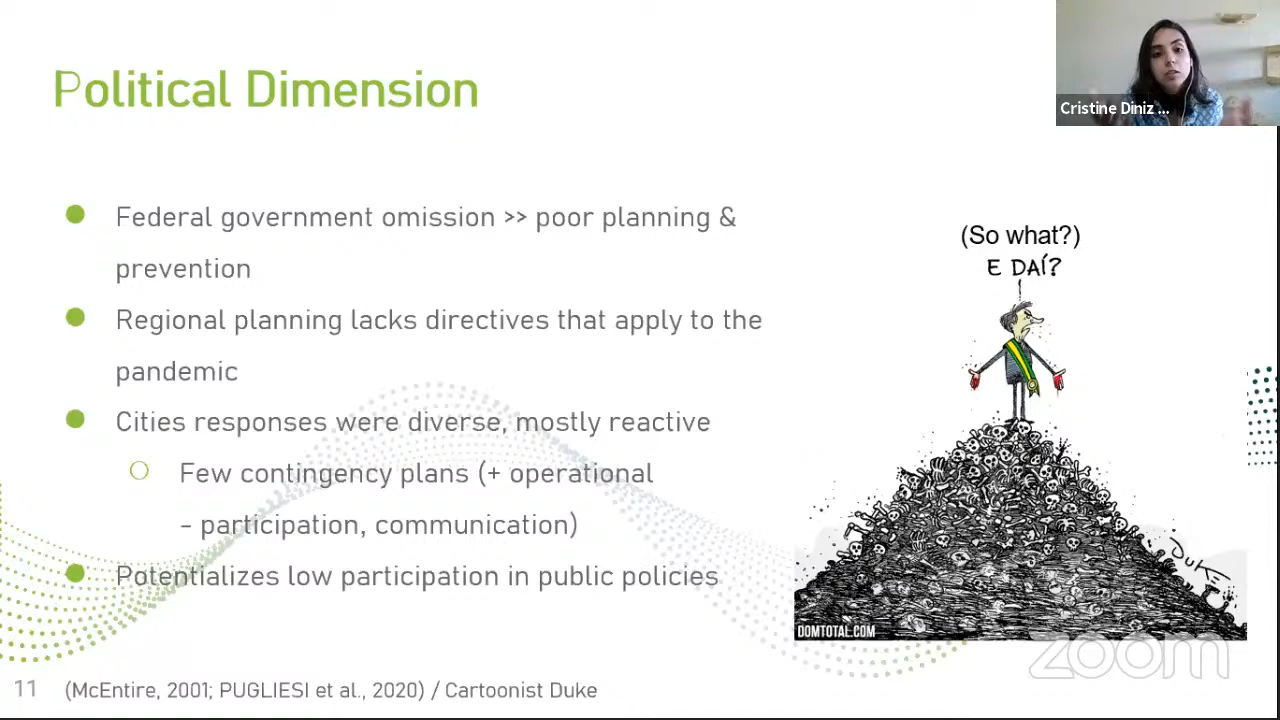 Political Dimension
Cristine Diniz ...
Federal government omission >> poor planning &
prevention
Regional planning lacks directives that apply to the
pandemic
Cities responses were diverse, mostly reactive
Few contingency plans (+ operational
- participation, communication)
Potentializes low participation in public policies
(So what?)
E DAÍ?
DUKE
DOMTOTAL.COM
zoom
11 (McEntire, 2001; PUGLIESI et al., 2020) / Cartoonist Duke